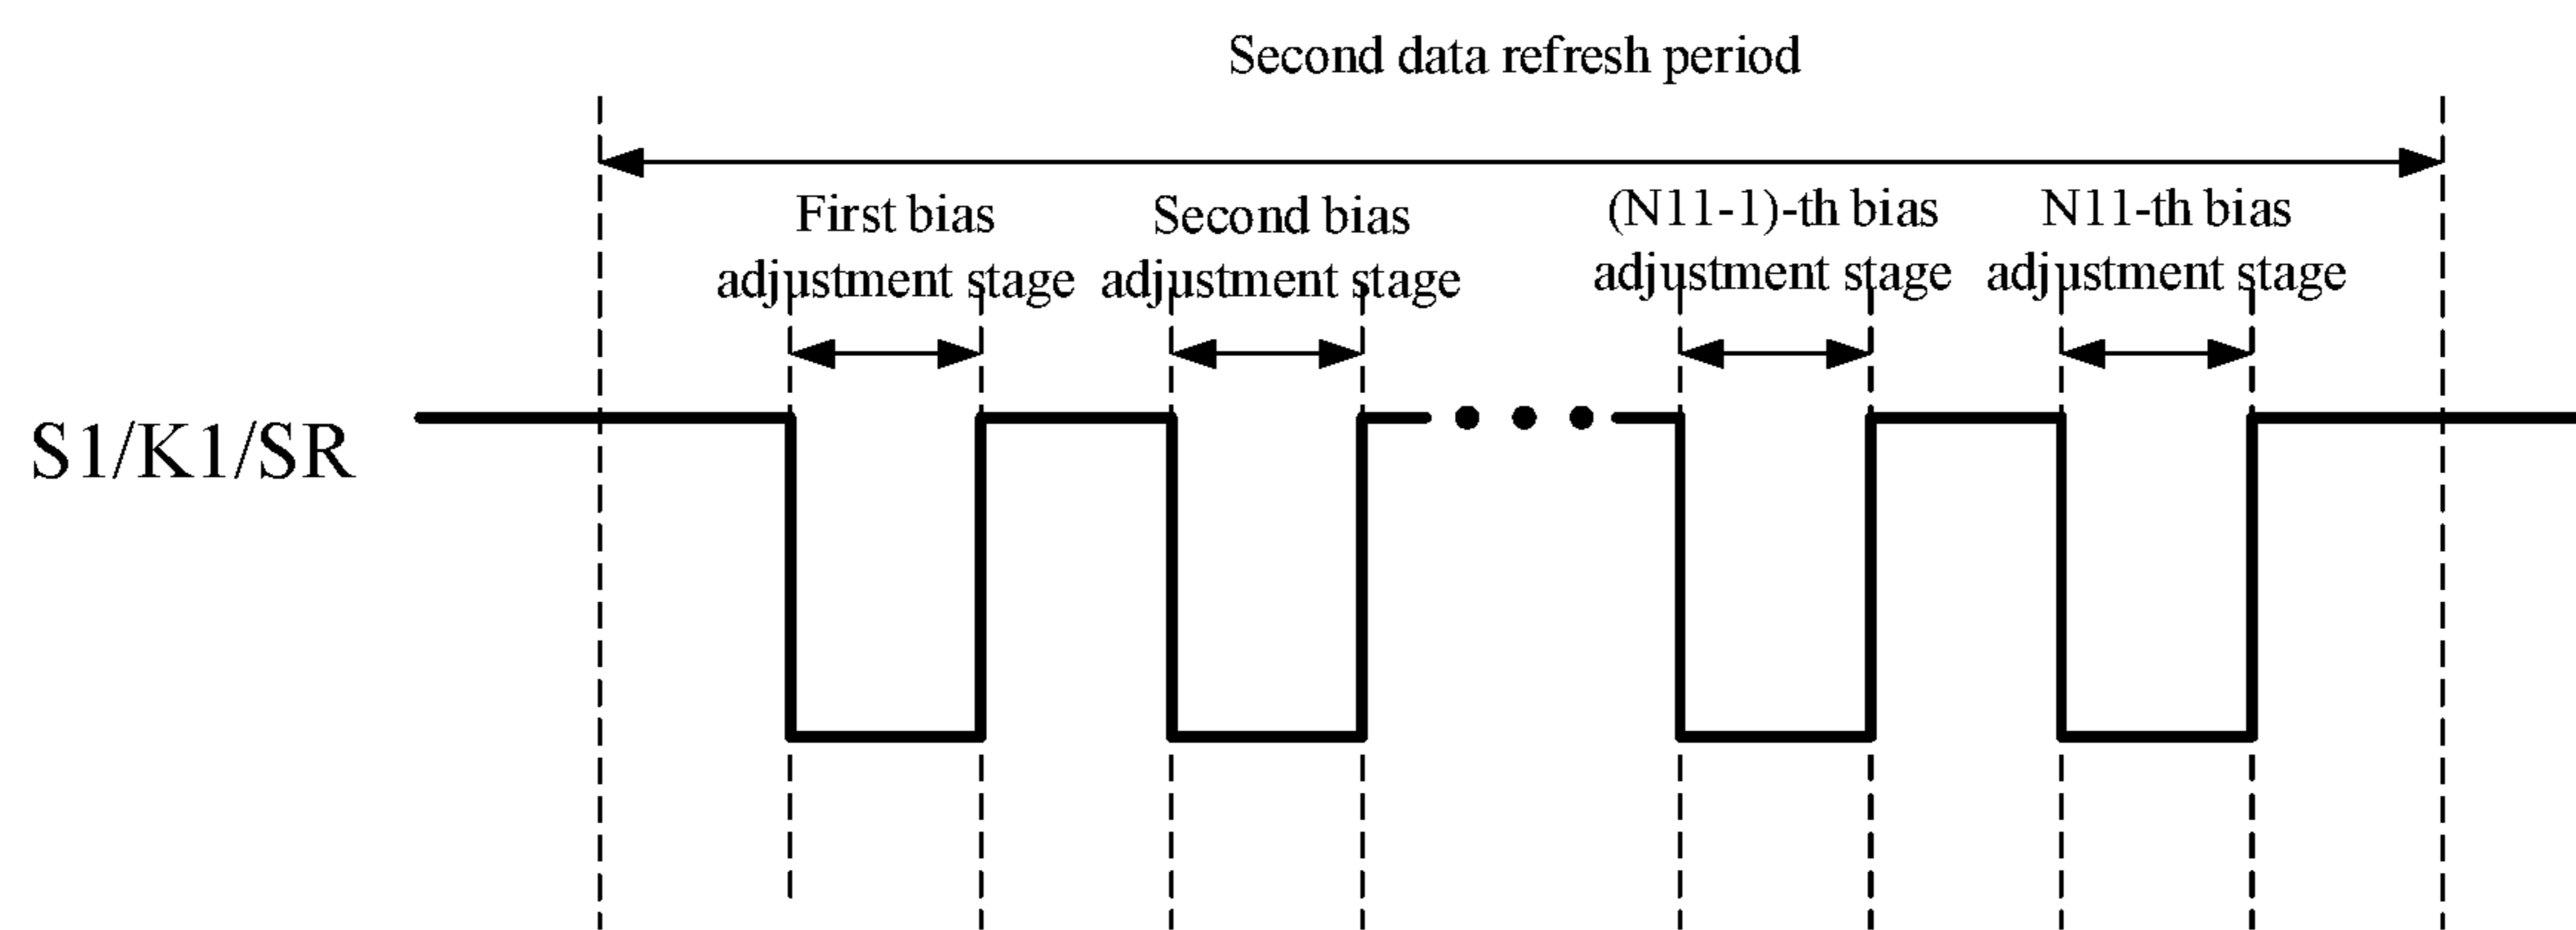 Second data refresh period
First bias
adjustment stage
Second bias
adjustment stage
(N11-1)-th bias
adjustment stage
N11-th bias
adjustment stage
S1/K1/SR